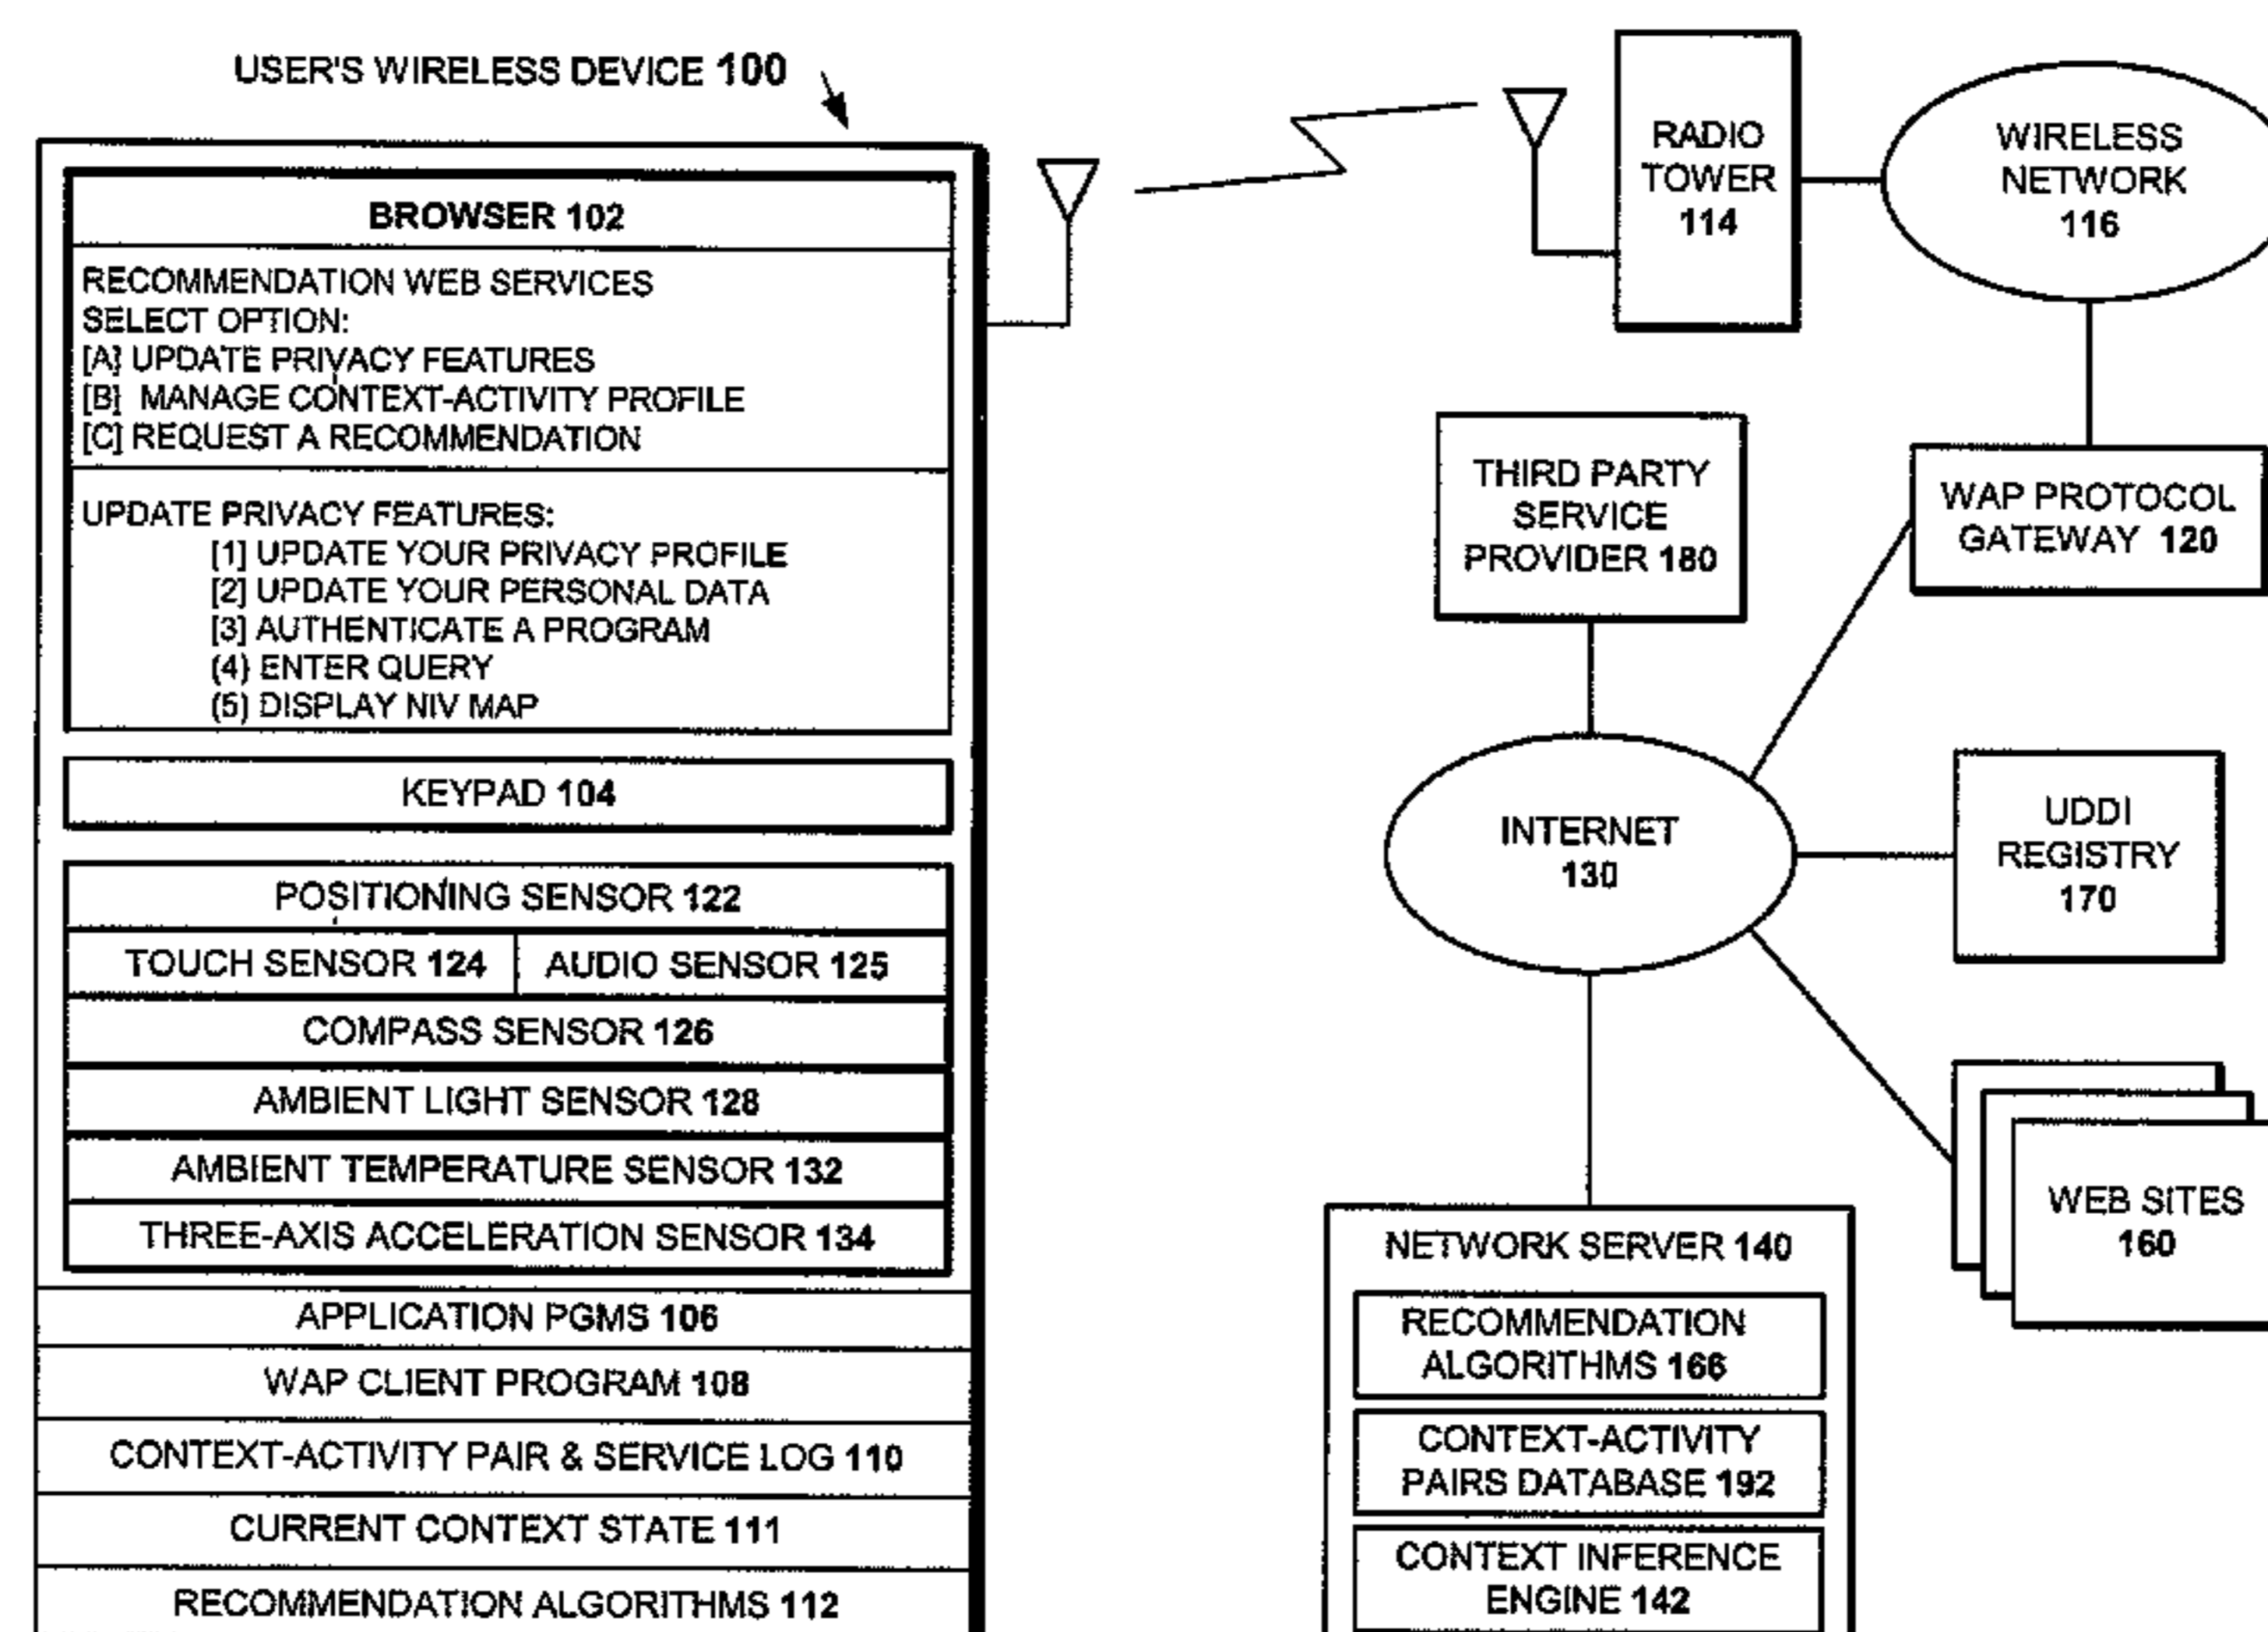 USER'S WIRELESS DEVICE 100
BROWSER 102
RECOMMENDATION WEB SERVICES
SELECT OPTION:
[A] UPDATE PRIVACY FEATURES
[B] MANAGE CONTEXT-ACTIVITY PROFILE
[C] REQUEST A RECOMMENDATION
UPDATE PRIVACY FEATURES:
[1] UPDATE YOUR PRIVACY PROFILE
[2] UPDATE YOUR PERSONAL DATA
[3] AUTHENTICATE A PROGRAM
(4) ENTER QUERY
(5) DISPLAY NIV MAP
KEYPAD 104
POSITIONING SENSOR 122
TOUCH SENSOR 124
AUDIO SENSOR 125
COMPASS SENSOR 126
AMBIENT LIGHT SENSOR 128
AMBIENT TEMPERATURE SENSOR 132
THREE-AXIS ACCELERATION SENSOR 134
APPLICATION PGMS 106
WAP CLIENT PROGRAM 108
CONTEXT-ACTIVITY PAIR & SERVICE LOG 110
CURRENT CONTEXT STATE 111
RECOMMENDATION ALGORITHMS 112
RADIO
TOWER
114
WIRELESS
NETWORK
116
THIRD PARTY
SERVICE
PROVIDER 180
WAP PROTOCOL
GATEWAY 120
INTERNET
130
UDDI
REGISTRY
170
WEB SITES
160
NETWORK SERVER 140
RECOMMENDATION
ALGORITHMS 166
CONTEXT-ACTIVITY
PAIRS DATABASE 192
CONTEXT INFERENCE
ENGINE 142